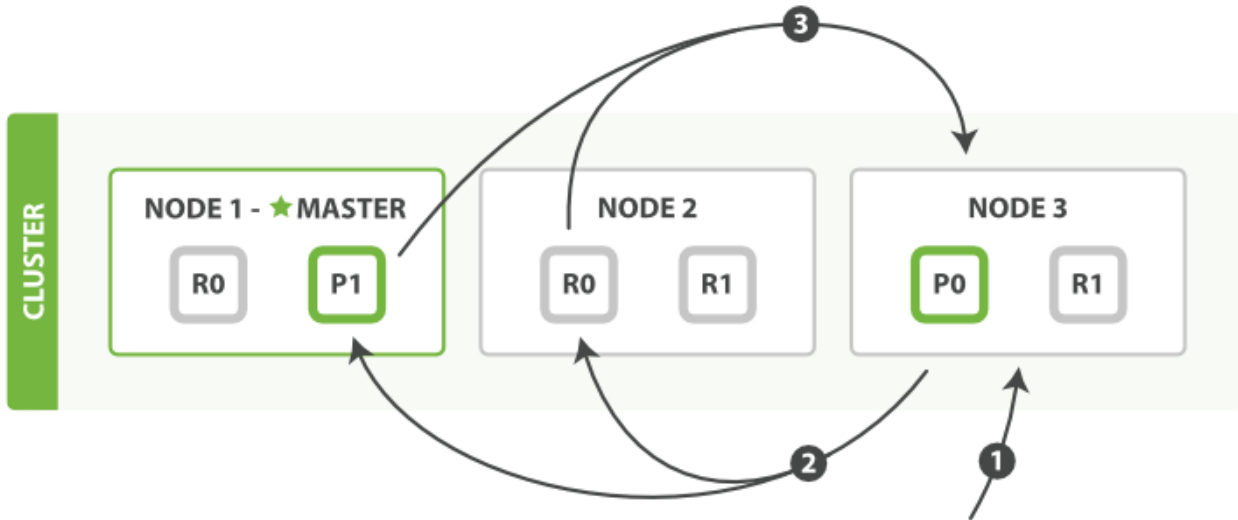 3
CLUSTER
NODE 1 - ★MASTER
R0
P1
NODE 2
R0
R1
NODE 3
P0
R1
2
1